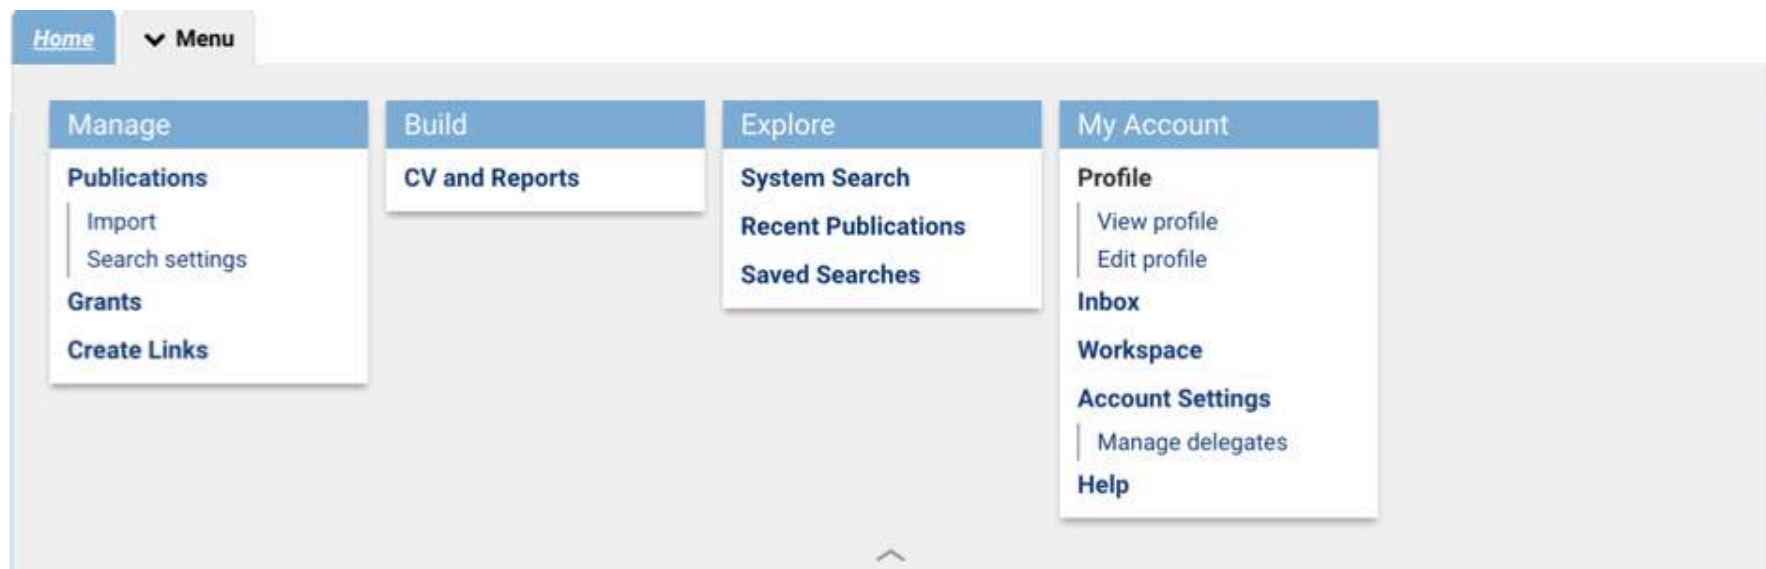 Home
Menu
Manage
Publications
Import
Search settings
Grants
Create Links
Build
CV and Reports
Explore
System Search
Recent Publications
Saved Searches
My Account
Profile
View profile
Edit profile
Inbox
Workspace
Account Settings
Manage delegates
Help